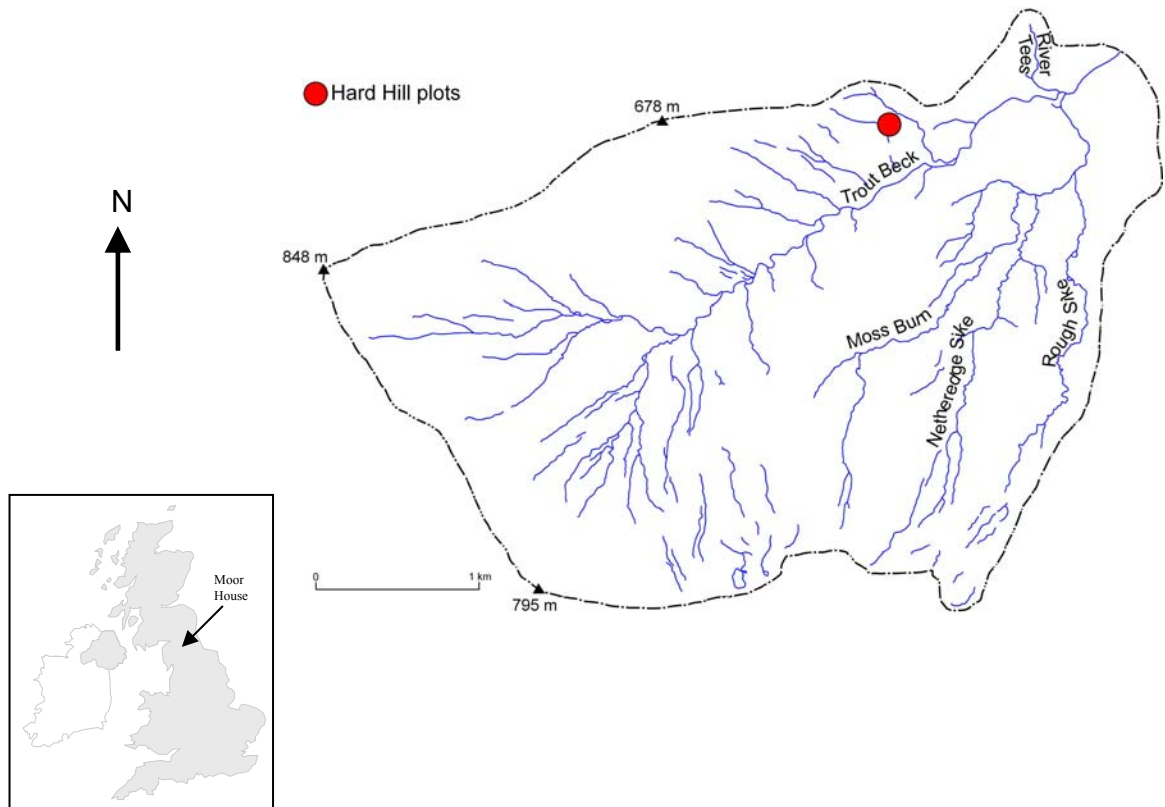 River
Tees
Hard Hill plots
678 m
Trout Beck
N
848 m
Moss Burn
Netheredge Sike
Rough Sike
Moor
House
0 1 km
795 m